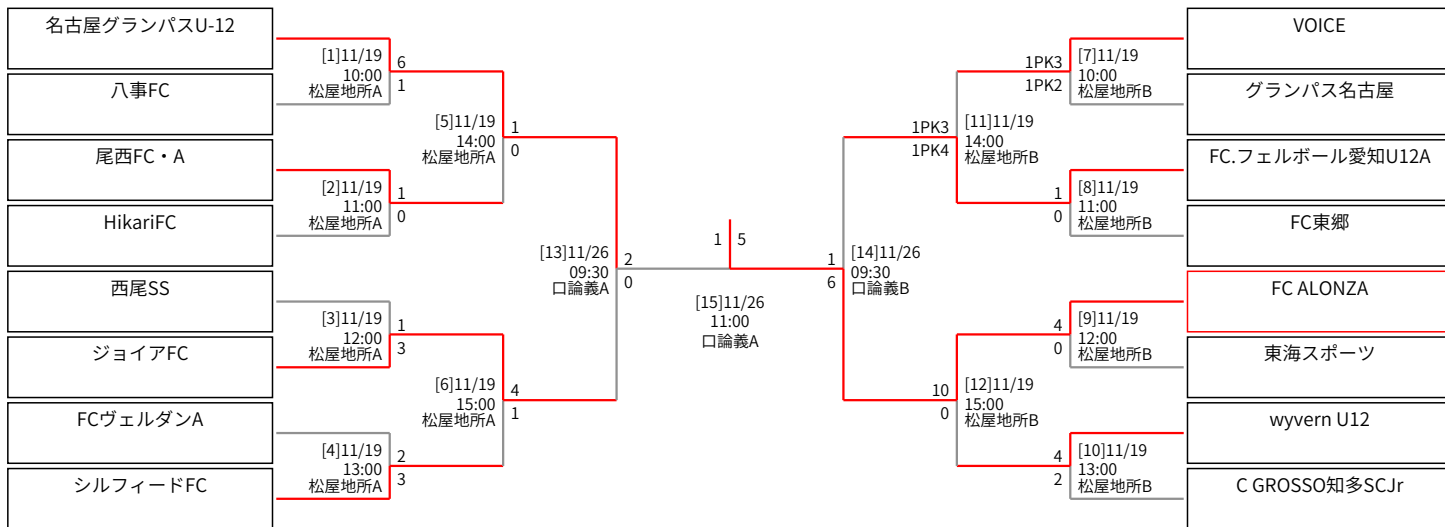 名古屋グランパスU-12
八事FC
尾西FC・A
HikariFC
西尾SS
ジョイアFC
FCヴェルダンA
シルフィードFC
[1]11/19
10:00
松屋地所A
6
1
[2]11/19
11:00
松屋地所A
1
0
[3]11/19
12:00
松屋地所A
1
3
[4]11/19
13:00
松屋地所A
2
3
[5]11/19
14:00
松屋地所A
1
0
[6]11/19
15:00
松屋地所A
4
1
[13]11/26
09:30
口論義A
2
0
1
5
[15]11/26
11:00
口論義A
1
6
[14]11/26
09:30
口論義B
1PK3
1PK4
[11]11/19
14:00
松屋地所B
10
0
[12]11/19
15:00
松屋地所B
1PK3
1PK2
[7]11/19
10:00
松屋地所B
1
0
[8]11/19
11:00
松屋地所B
4
0
[9]11/19
12:00
松屋地所B
4
2
[10]11/19
13:00
松屋地所B
VOICE
グランパス名古屋
FC.フェルボール愛知U12A
FC東郷
FC ALONZA
東海スポーツ
wyvern U12
C GROSSO知多SCJr